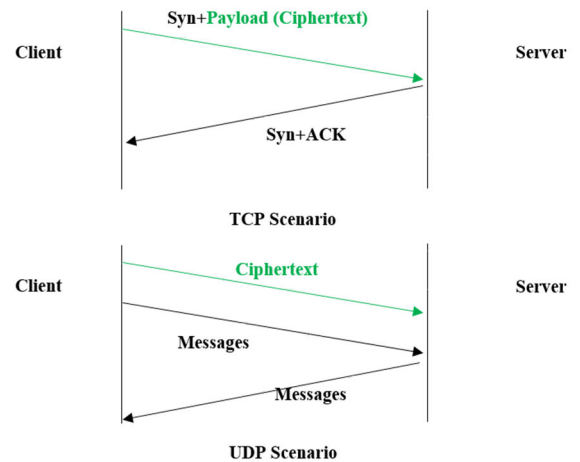 Syn+Payload (Ciphertext)
Client
Server
Syn+ACK
TCP Scenario
Ciphertext
Client
Server
Messages
Messages
UDP Scenario